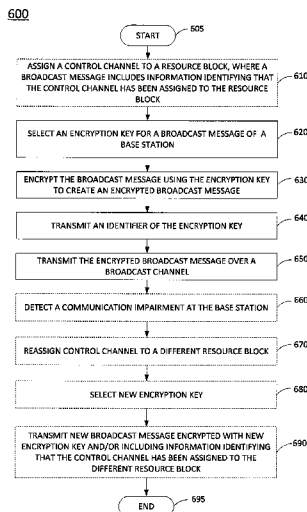 600
START
605
ASSIGN A CONTROL CHANNEL TO A RESOURCE BLOCK, WHERE A
BROADCAST MESSAGE INCLUDES INFORMATION IDENTIFYING THAT
THE CONTROL CHANNEL HAS BEEN ASSIGNED TO THE RESOURCE
BLOCK
610
SELECT AN ENCRYPTION KEY FOR A BROADCAST MESSAGE OF A
BASE STATION
620
ENCRYPT THE BROADCAST MESSAGE USING THE ENCRYPTION KEY
TO CREATE AN ENCRYPTED BROADCAST MESSAGE
630
TRANSMIT AN IDENTIFIER OF THE ENCRYPTION KEY
640
TRANSMIT THE ENCRYPTED BROADCAST MESSAGE OVER A
BROADCAST CHANNEL
650
DETECT A COMMUNICATION IMPAIRMENT AT THE BASE STATION
660
REASSIGN CONTROL CHANNEL TO A DIFFERENT RESOURCE BLOCK
670
SELECT NEW ENCRYPTION KEY
680
TRANSMIT NEW BROADCAST MESSAGE ENCRYPTED WITH NEW
ENCRYPTION KEY AND/OR INCLUDING INFORMATION IDENTIFYING
THAT THE CONTROL CHANNEL HAS BEEN ASSIGNED TO THE
DIFFERENT RESOURCE BLOCK
690
END
695